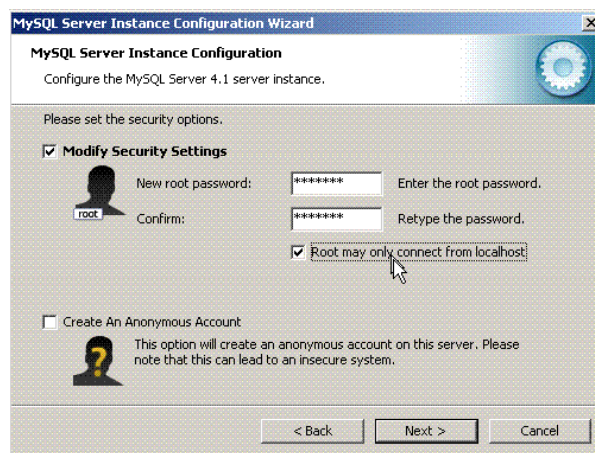 MySQL Server Instance Configuration Wizard
MySQL Server Instance Configuration
Configure the MySQL Server 4.1 server instance.
Please set the security options.
Modify Security Settings
root
New root password:
*******
Enter the root password.
Confirm:
*******
Retype the password.
Root may only connect from localhost
Create An Anonymous Account
This option will create an anonymous account on this server. Please
note that this can lead to an insecure system.
< Back
Next >
Cancel